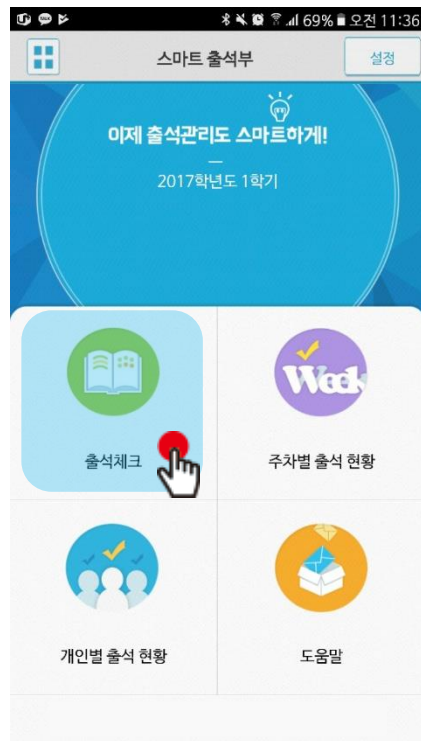 69% 오전 11:36
스마트 출석부
설정
이제 출석관리도 스마트하게!
2017학년도 1학기
출석체크
Week
주차별 출석 현황
개인별 출석 현황
도움말